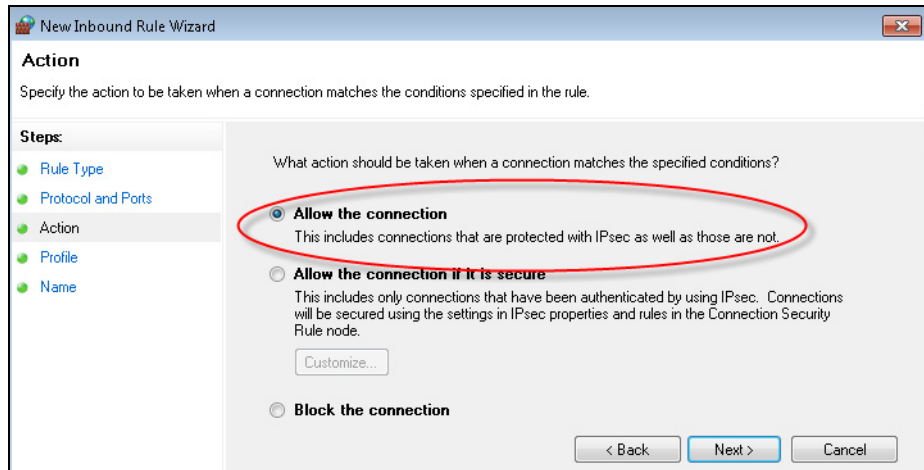 New Inbound Rule Wizard
Action
Specify the action to be taken when a connection matches the conditions specified in the rule.
Steps:
Rule Type
Protocol and Ports
Action
Profile
Name
What action should be taken when a connection matches the specified conditions?
Allow the connection
This includes connections that are protected with IPsec as well as those are not.
Allow the connection if it is secure
This includes only connections that have been authenticated by using IPsec. Connections
will be secured using the settings in IPsec properties and rules in the Connection Security
Rule node.
Customize...
Block the connection
< Back
Next >
Cancel